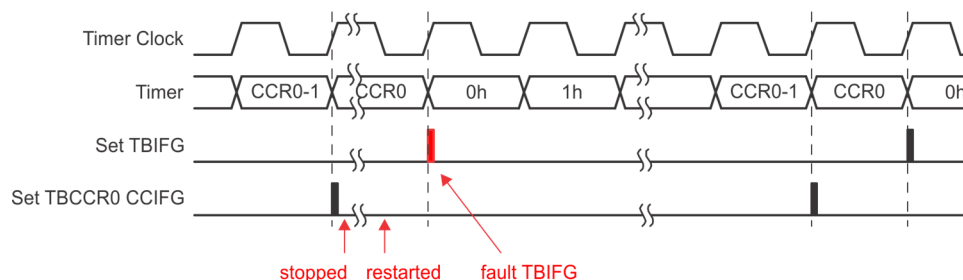 Timer Clock
Timer CCR0-1 CCR0 0h 1h CCR0-1 CCR0 0h
Set TBIFG
Set TBCCR0 CCIFG
stopped restarted fault TBIFG